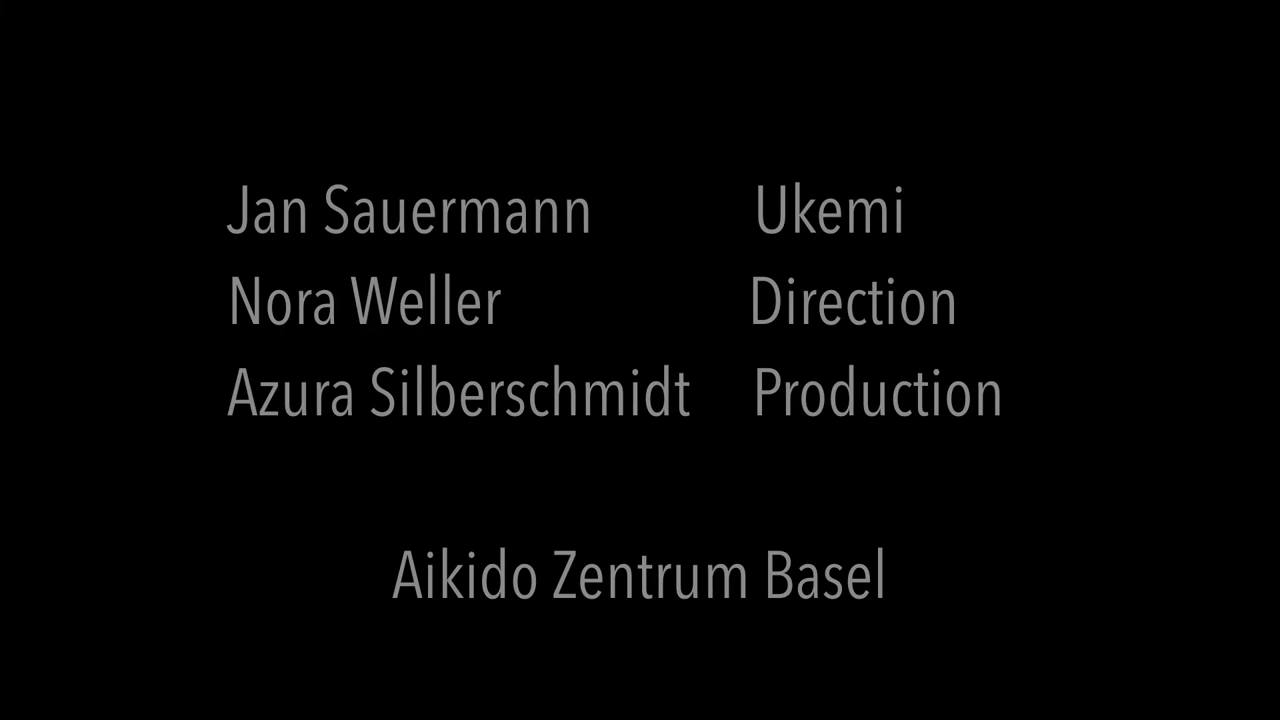 Jan Sauermann Ukemi
Nora Weller Direction
Azura Silberschmidt Production
Aikido Zentrum Basel